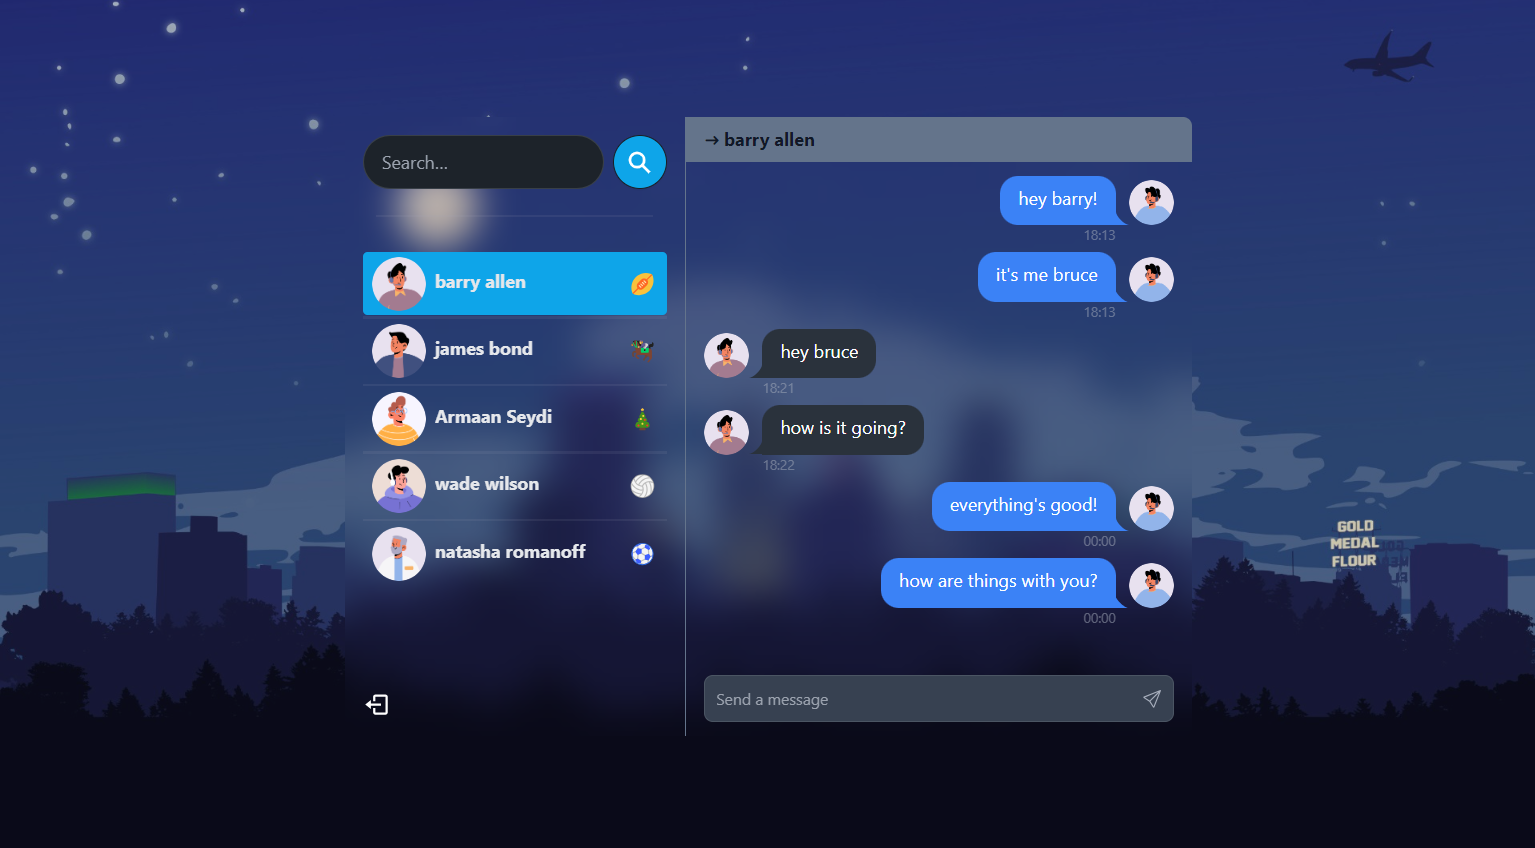 Search...
barry allen
james bond
Armaan Seydi
wade wilson
natasha romanoff
→ barry allen
hey barry!
18:13
it's me bruce
18:13
hey bruce
18:21
how is it going?
18:22
everything's good!
00:00
how are things with you?
00:00
Send a message
GOLD
MEDAL
FLOUR